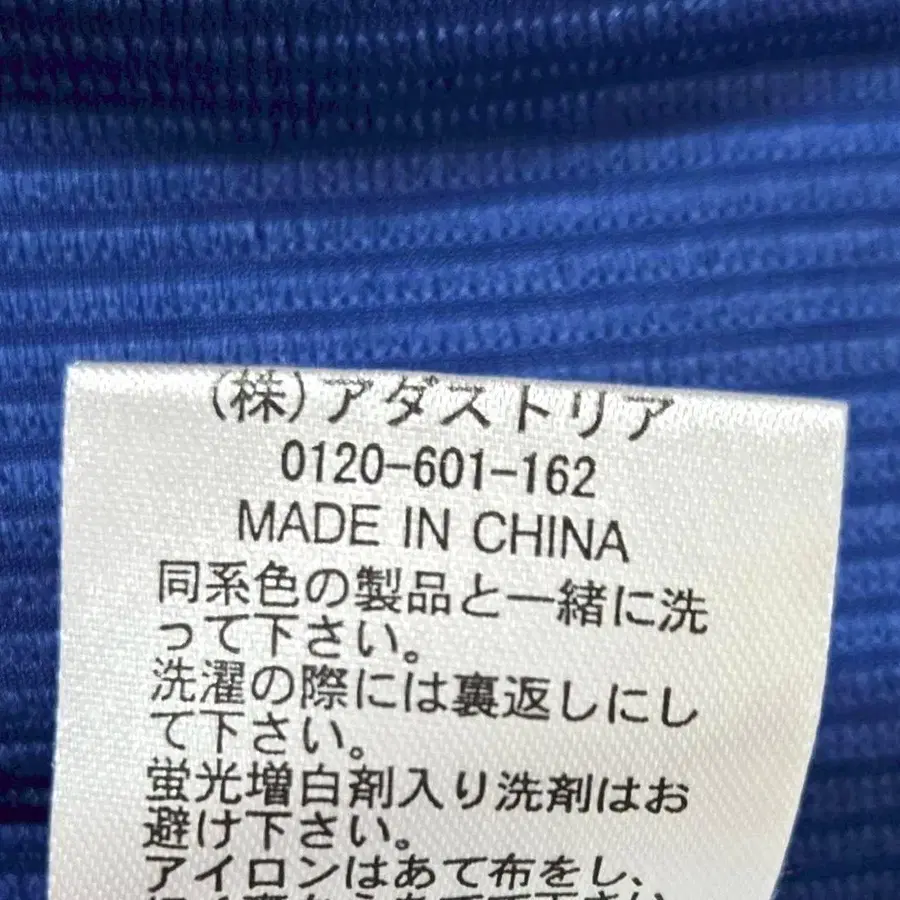 (株)アダストリア
0120-601-162
MADE IN CHINA
同系色の製品と一緒に洗
って下さい。
洗濯の際には裏返しにし
て下さい。
蛍光増白剤入り洗剤はお
避け下さい。
アイロンはあて布をし、